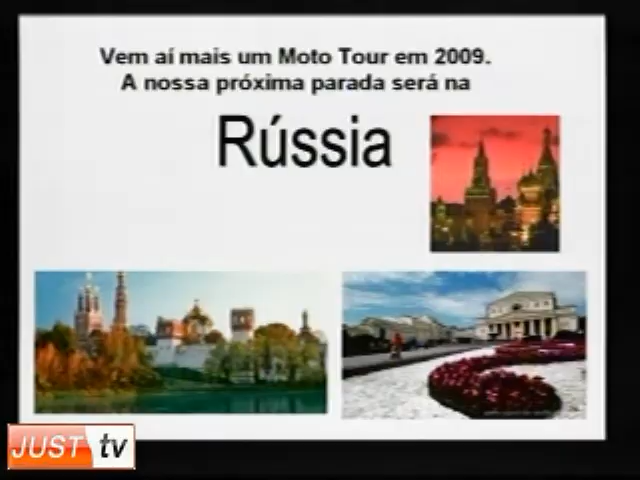 Vem aí mais um Moto Tour em 2009.
A nossa próxima parada será na
Rússia
JUST tv